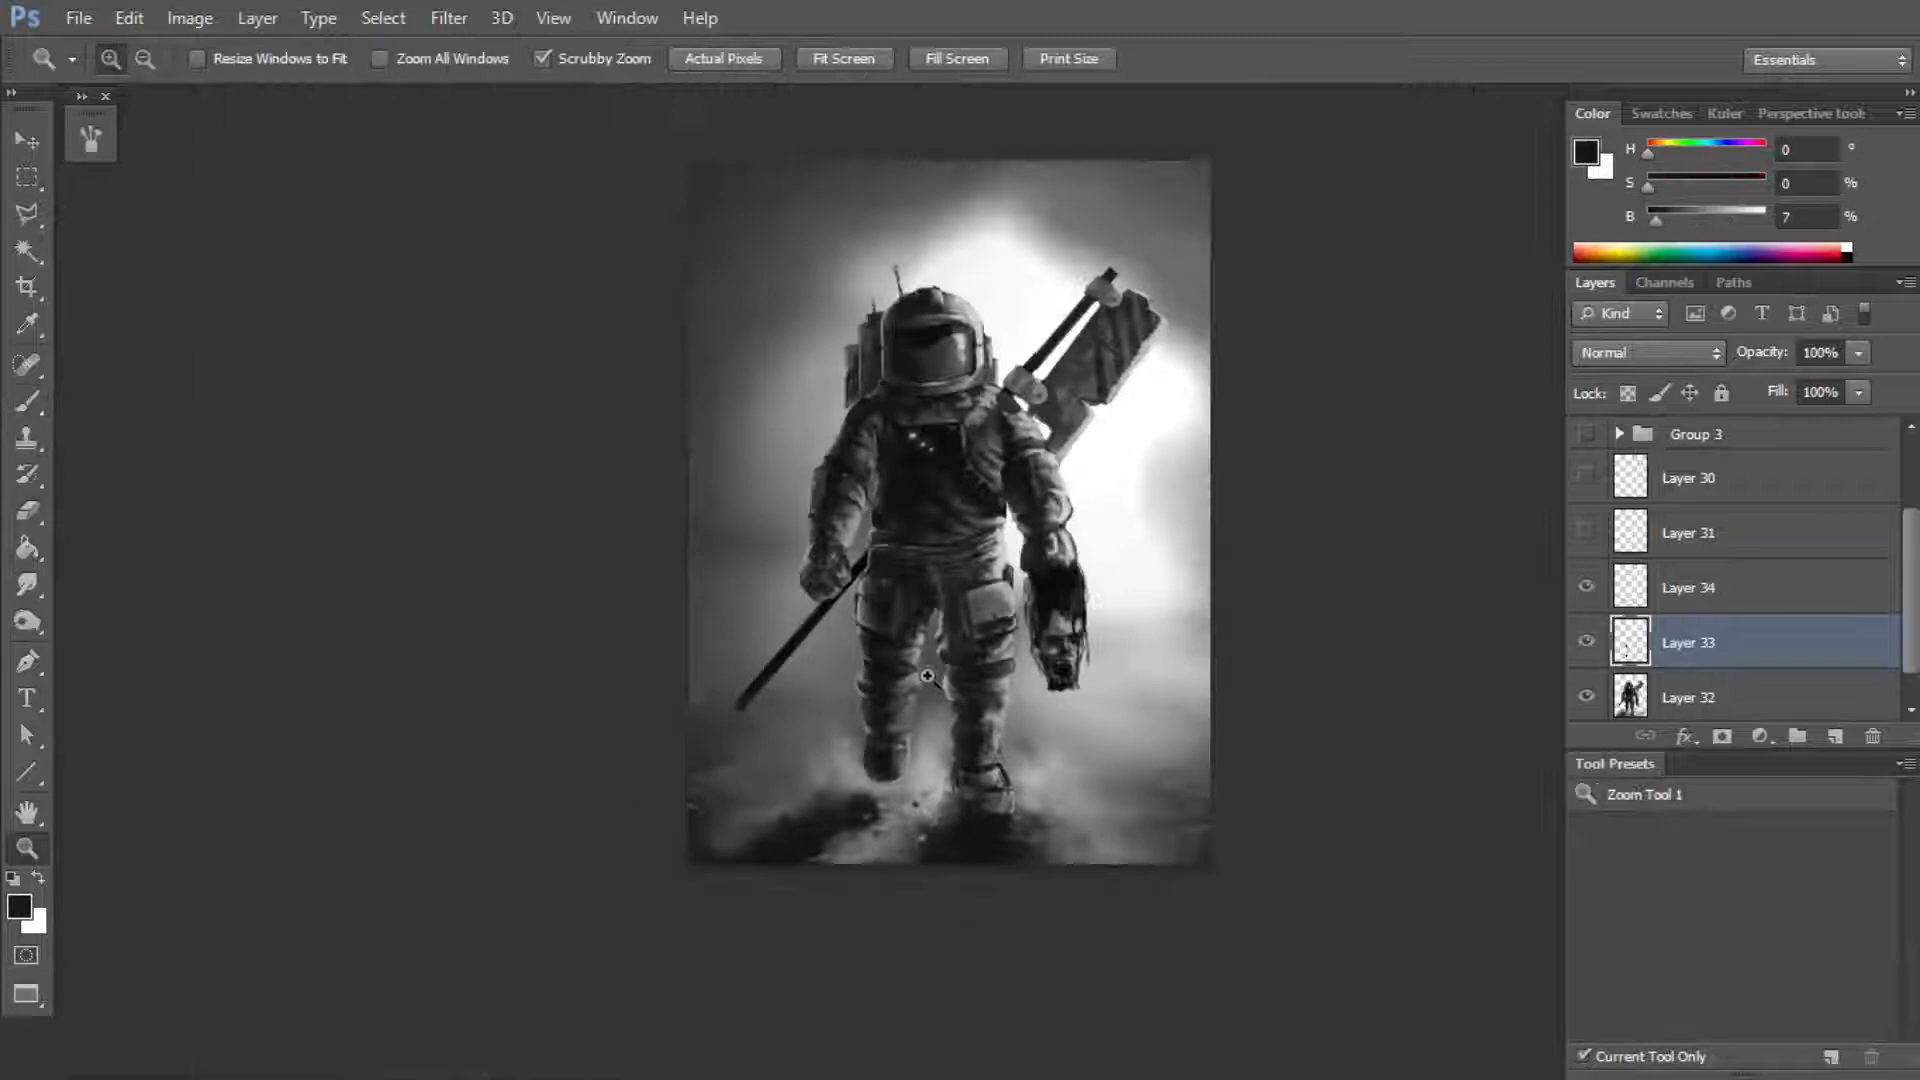 Ps File Edit Image Layer Type Select Filter 3D View Window Help
Resize Windows to Fit Zoom All Windows Scrubby Zoom Actual Pixels Fit Screen Fill Screen Print Size Essentials
Color Swatches Kuler Perspective tools
H 0 °
S 0 %
B 7 %
Layers Channels Paths
Kind
Normal Opacity: 100%
Lock: Fill: 100%
Group 3
Layer 30
Layer 31
Layer 34
Layer 33
Layer 32
fx
Tool Presets
Zoom Tool 1
Current Tool Only